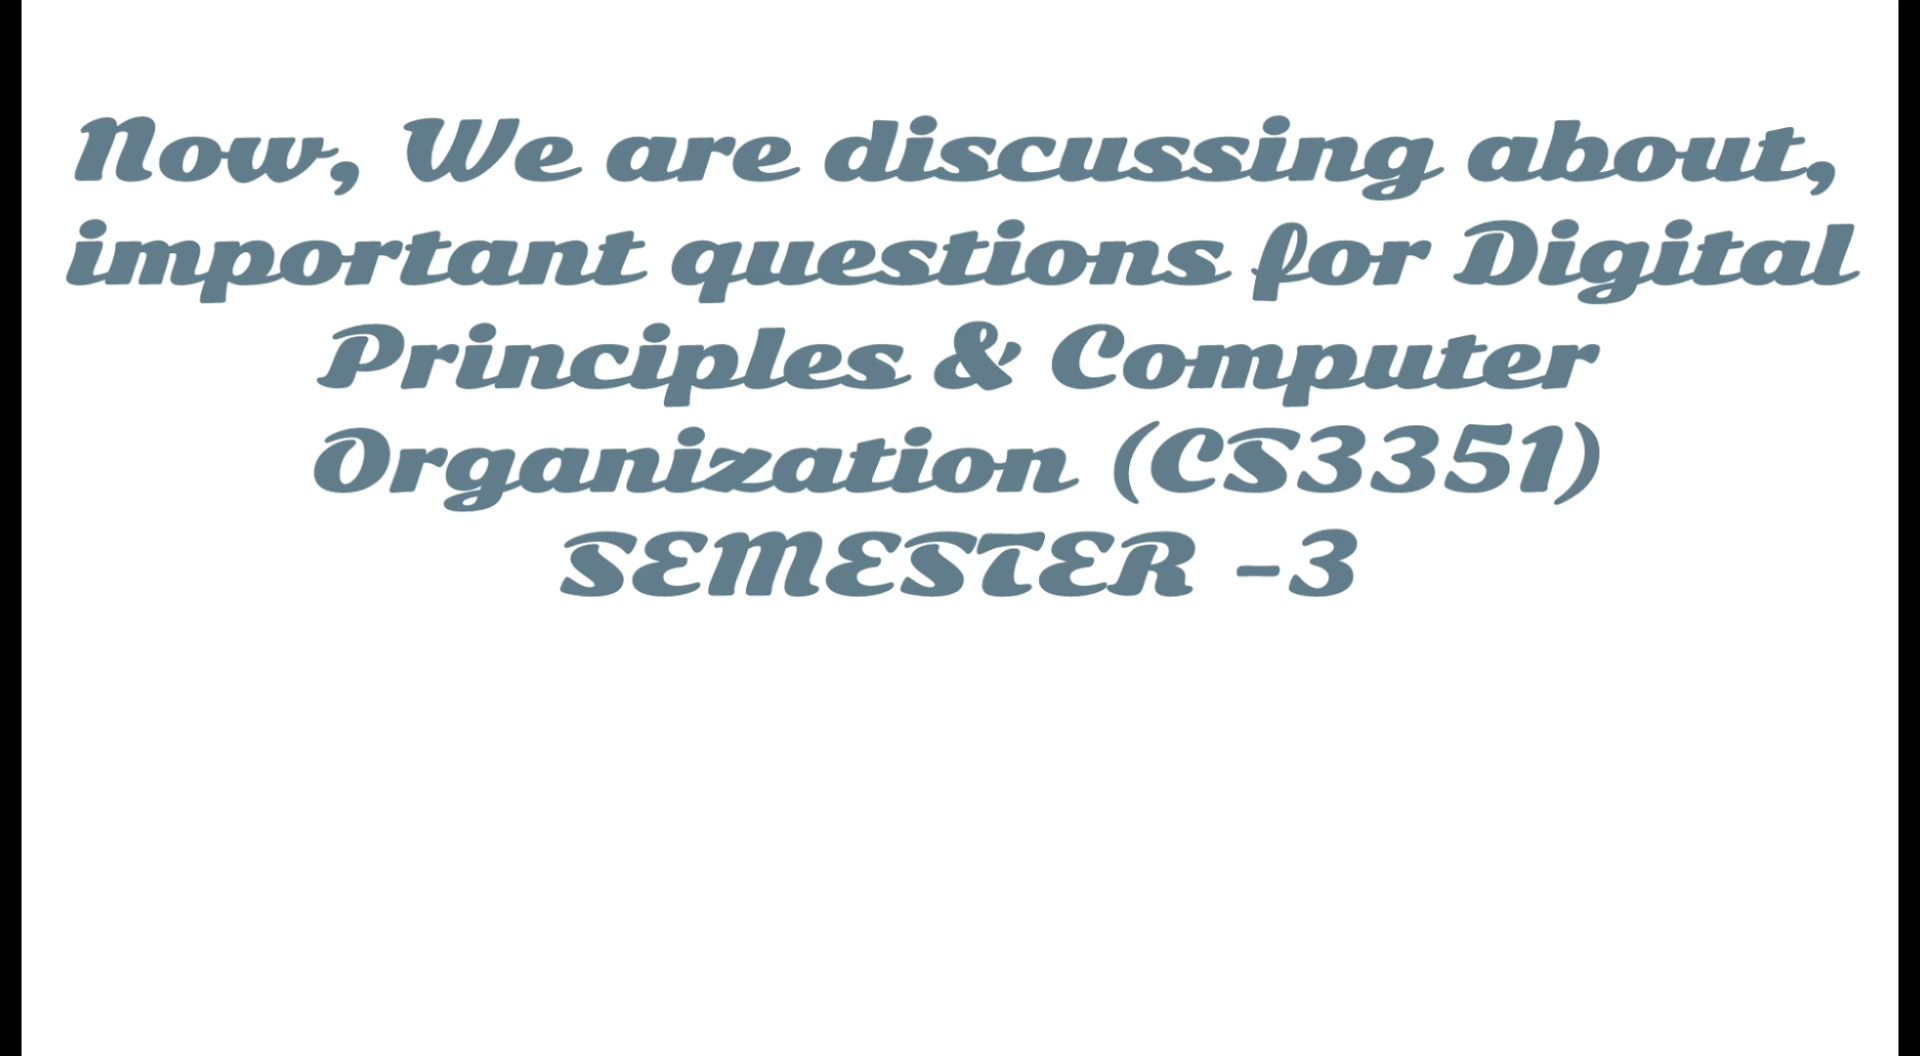 Now, We are discussing about,
important questions for Digital
Principles & Computer
Organization (CS3351)
SEMESTER -3